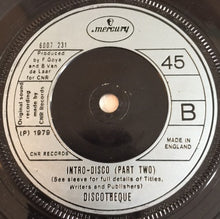 mercury
6007 231
Produced
by F. Goya
and B. Van
de Laar for
CNR
45
Original sound
recording
made by
CNR RECORDS
B
(P) 1979
CNR RECORDS
MADE IN
ENGLAND
INTRO-DISCO (PART TWO)
(See sleeve for full details of Titles,
Writers and Publishers)
DISCOTHEQUE